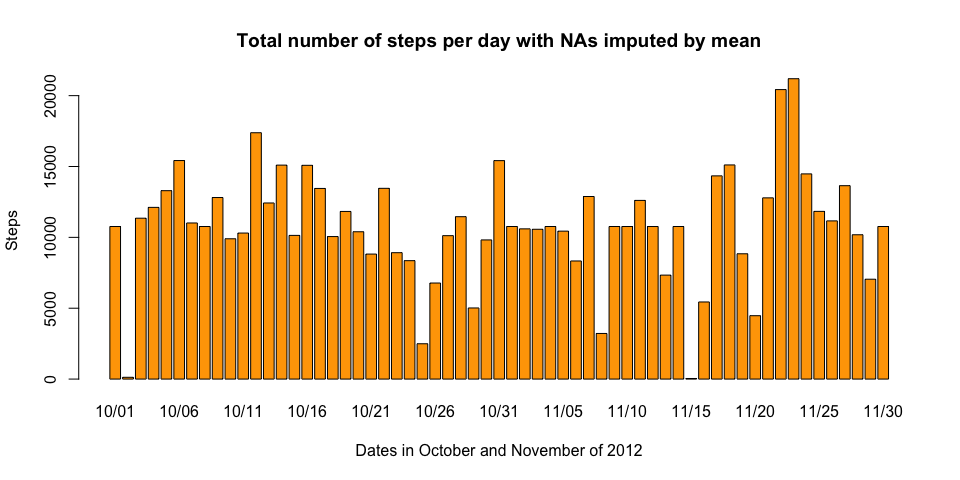 Total number of steps per day with NAs imputed by mean
Steps
20000
15000
10000
5000
0
10/01 10/06 10/11 10/16 10/21 10/26 10/31 11/05 11/10 11/15 11/20 11/25 11/30
Dates in October and November of 2012